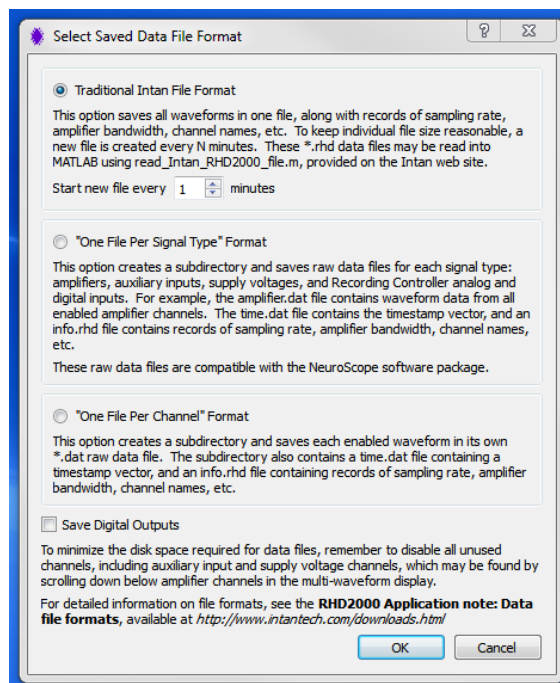 Select Saved Data File Format
Traditional Intan File Format
This option saves all waveforms in one file, along with records of sampling rate,
amplifier bandwidth, channel names, etc. To keep individual file size reasonable, a
new file is created every N minutes. These *.rhd data files may be read into
MATLAB using read_Intan_RHD2000_file.m, provided on the Intan web site.
Start new file every 1 minutes
"One File Per Signal Type" Format
This option creates a subdirectory and saves raw data files for each signal type:
amplifiers, auxiliary inputs, supply voltages, and Recording Controller analog and
digital inputs. For example, the amplifier.dat file contains waveform data from all
enabled amplifier channels. The time.dat file contains the timestamp vector, and an
info.rhd file contains records of sampling rate, amplifier bandwidth, channel names,
etc.
These raw data files are compatible with the NeuroScope software package.
"One File Per Channel" Format
This option creates a subdirectory and saves each enabled waveform in its own
*.dat raw data file. The subdirectory also contains a time.dat file containing a
timestamp vector, and an info.rhd file containing records of sampling rate, amplifier
bandwidth, channel names, etc.
Save Digital Outputs
To minimize the disk space required for data files, remember to disable all unused
channels, including auxiliary input and supply voltage channels, which may be found by
scrolling down below amplifier channels in the multi-waveform display.
For detailed information on file formats, see the RHD2000 Application note: Data
file formats, available at http://www.intantech.com/downloads.html
OK Cancel